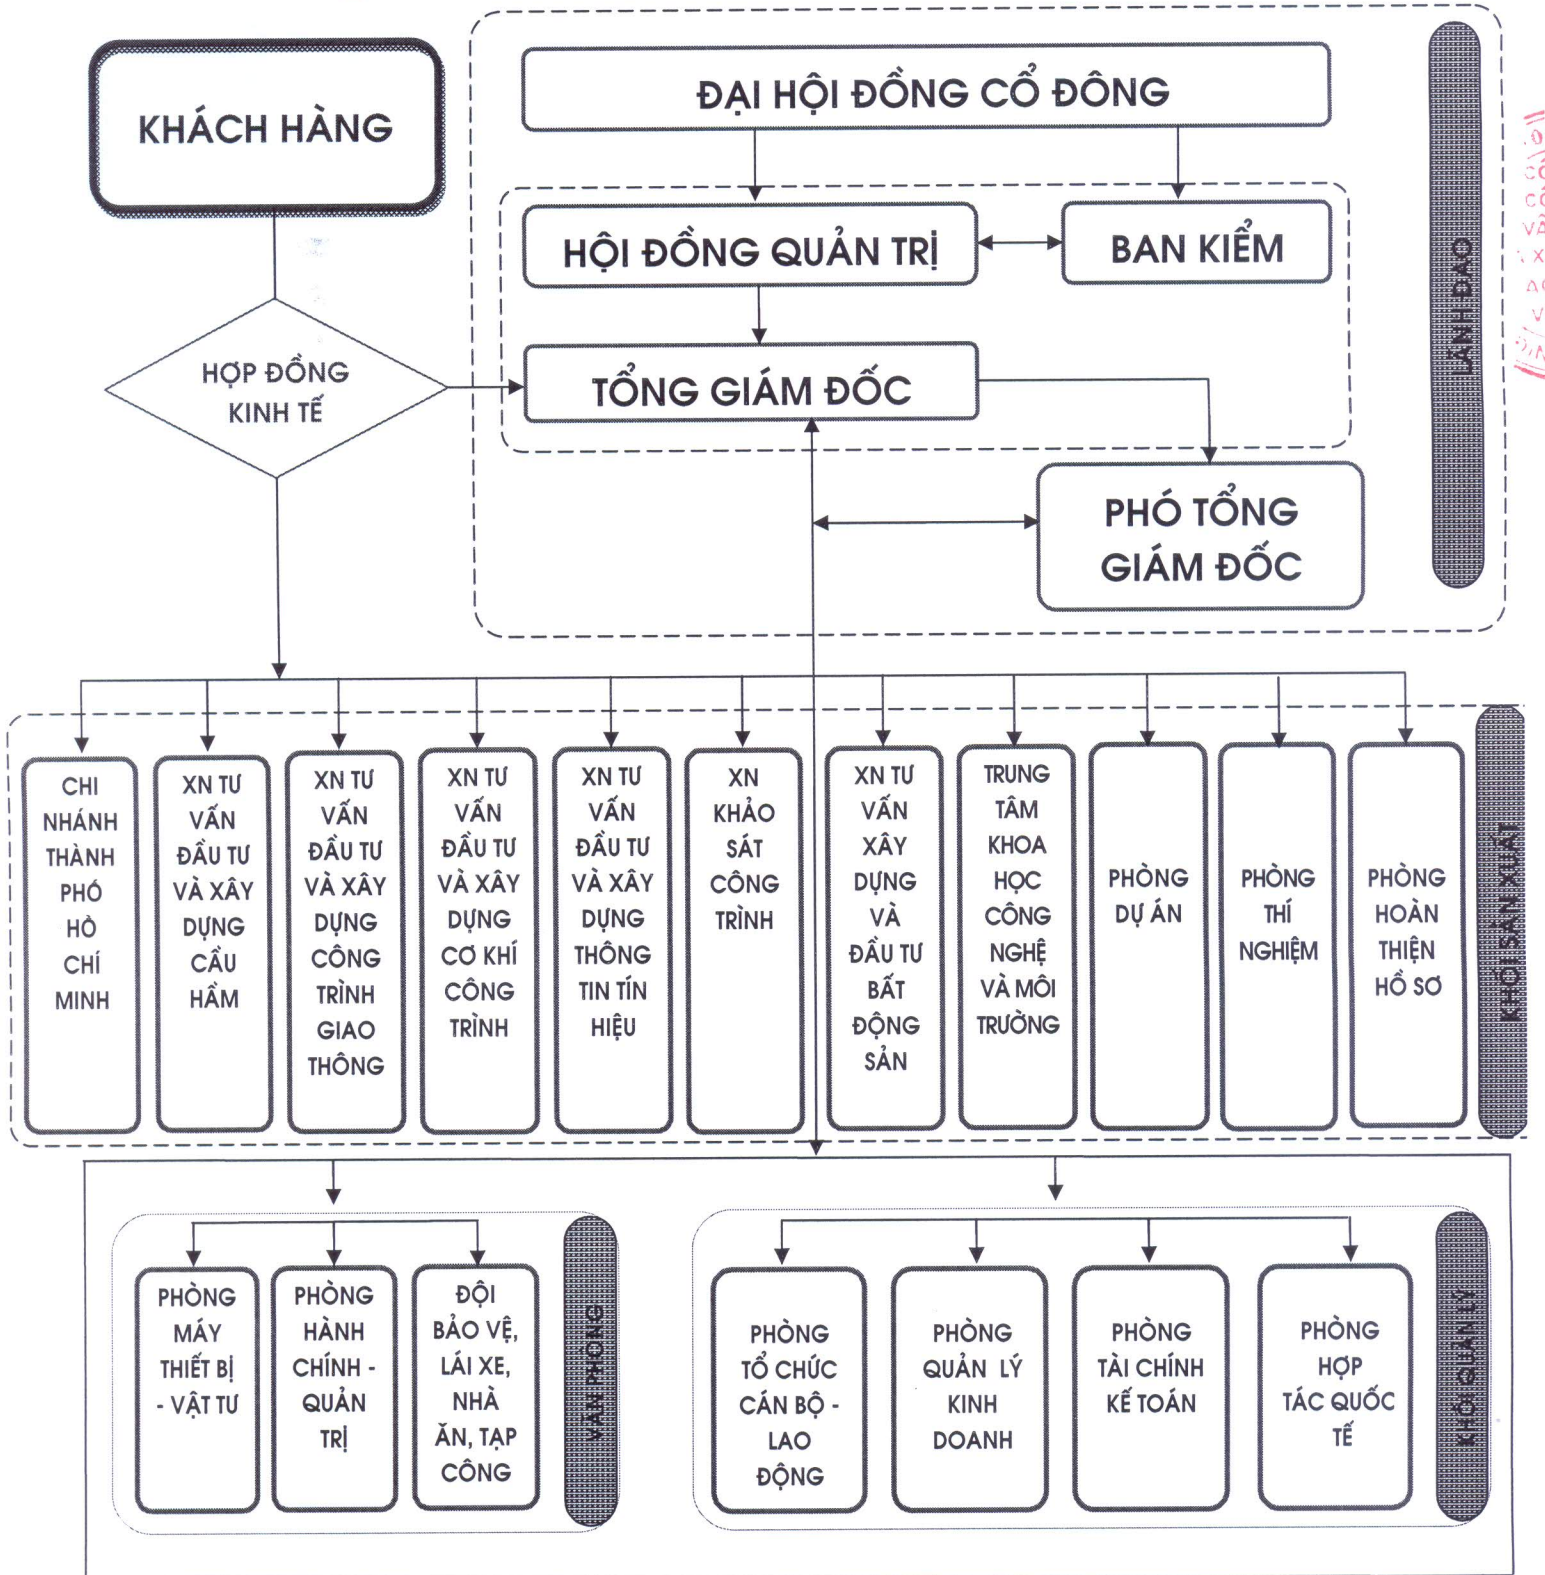 KHÁCH HÀNG
ĐẠI HỘI ĐỒNG CỔ ĐÔNG
HỘI ĐỒNG QUẢN TRỊ
BAN KIỂM
HỢP ĐỒNG
KINH TẾ
TỔNG GIÁM ĐỐC
PHÓ TỔNG
GIÁM ĐỐC
LÃNH ĐẠO
CHI
NHÁNH
THÀNH
PHÓ
HỒ
CHÍ
MINH
XN TƯ
VẤN
ĐẦU TƯ
VÀ XÂY
DỰNG
CẦU
HẦM
XN TƯ
VẤN
ĐẦU TƯ
VÀ XÂY
DỰNG
CÔNG
TRÌNH
GIAO
THÔNG
XN TƯ
VẤN
ĐẦU TƯ
VÀ XÂY
DỰNG
CƠ KHÍ
CÔNG
TRÌNH
XN TƯ
VẤN
ĐẦU TƯ
VÀ XÂY
DỰNG
THÔNG
TIN TÍN
HIỆU
XN
KHẢO
SÁT
CÔNG
TRÌNH
XN TƯ
VẤN
XÂY
DỰNG
VÀ
ĐẦU TƯ
BẤT
ĐỘNG
SẢN
TRUNG
TÂM
KHOA
HỌC
CÔNG
NGHỆ
VÀ MÔI
TRƯỜNG
PHÒNG
DỰ ÁN
PHÒNG
THÍ
NGHIỆM
PHÒNG
HOÀN
THIỆN
HỒ SƠ
KHỐI SẢN XUẤT
PHÒNG
MÁY
THIẾT BỊ
- VẬT TƯ
PHÒNG
HÀNH
CHÍNH -
QUẢN
TRỊ
ĐỘI
BẢO VỆ,
LÁI XE,
NHÀ
ĂN, TẠP
CÔNG
VĂN PHÒNG
PHÒNG
TỔ CHỨC
CÁN BỘ -
LAO
ĐỘNG
PHÒNG
QUẢN LÝ
KINH
DOANH
PHÒNG
TÀI CHÍNH
KẾ TOÁN
PHÒNG
HỢP
TÁC QUỐC
TẾ
KHỐI QUẢN LÝ